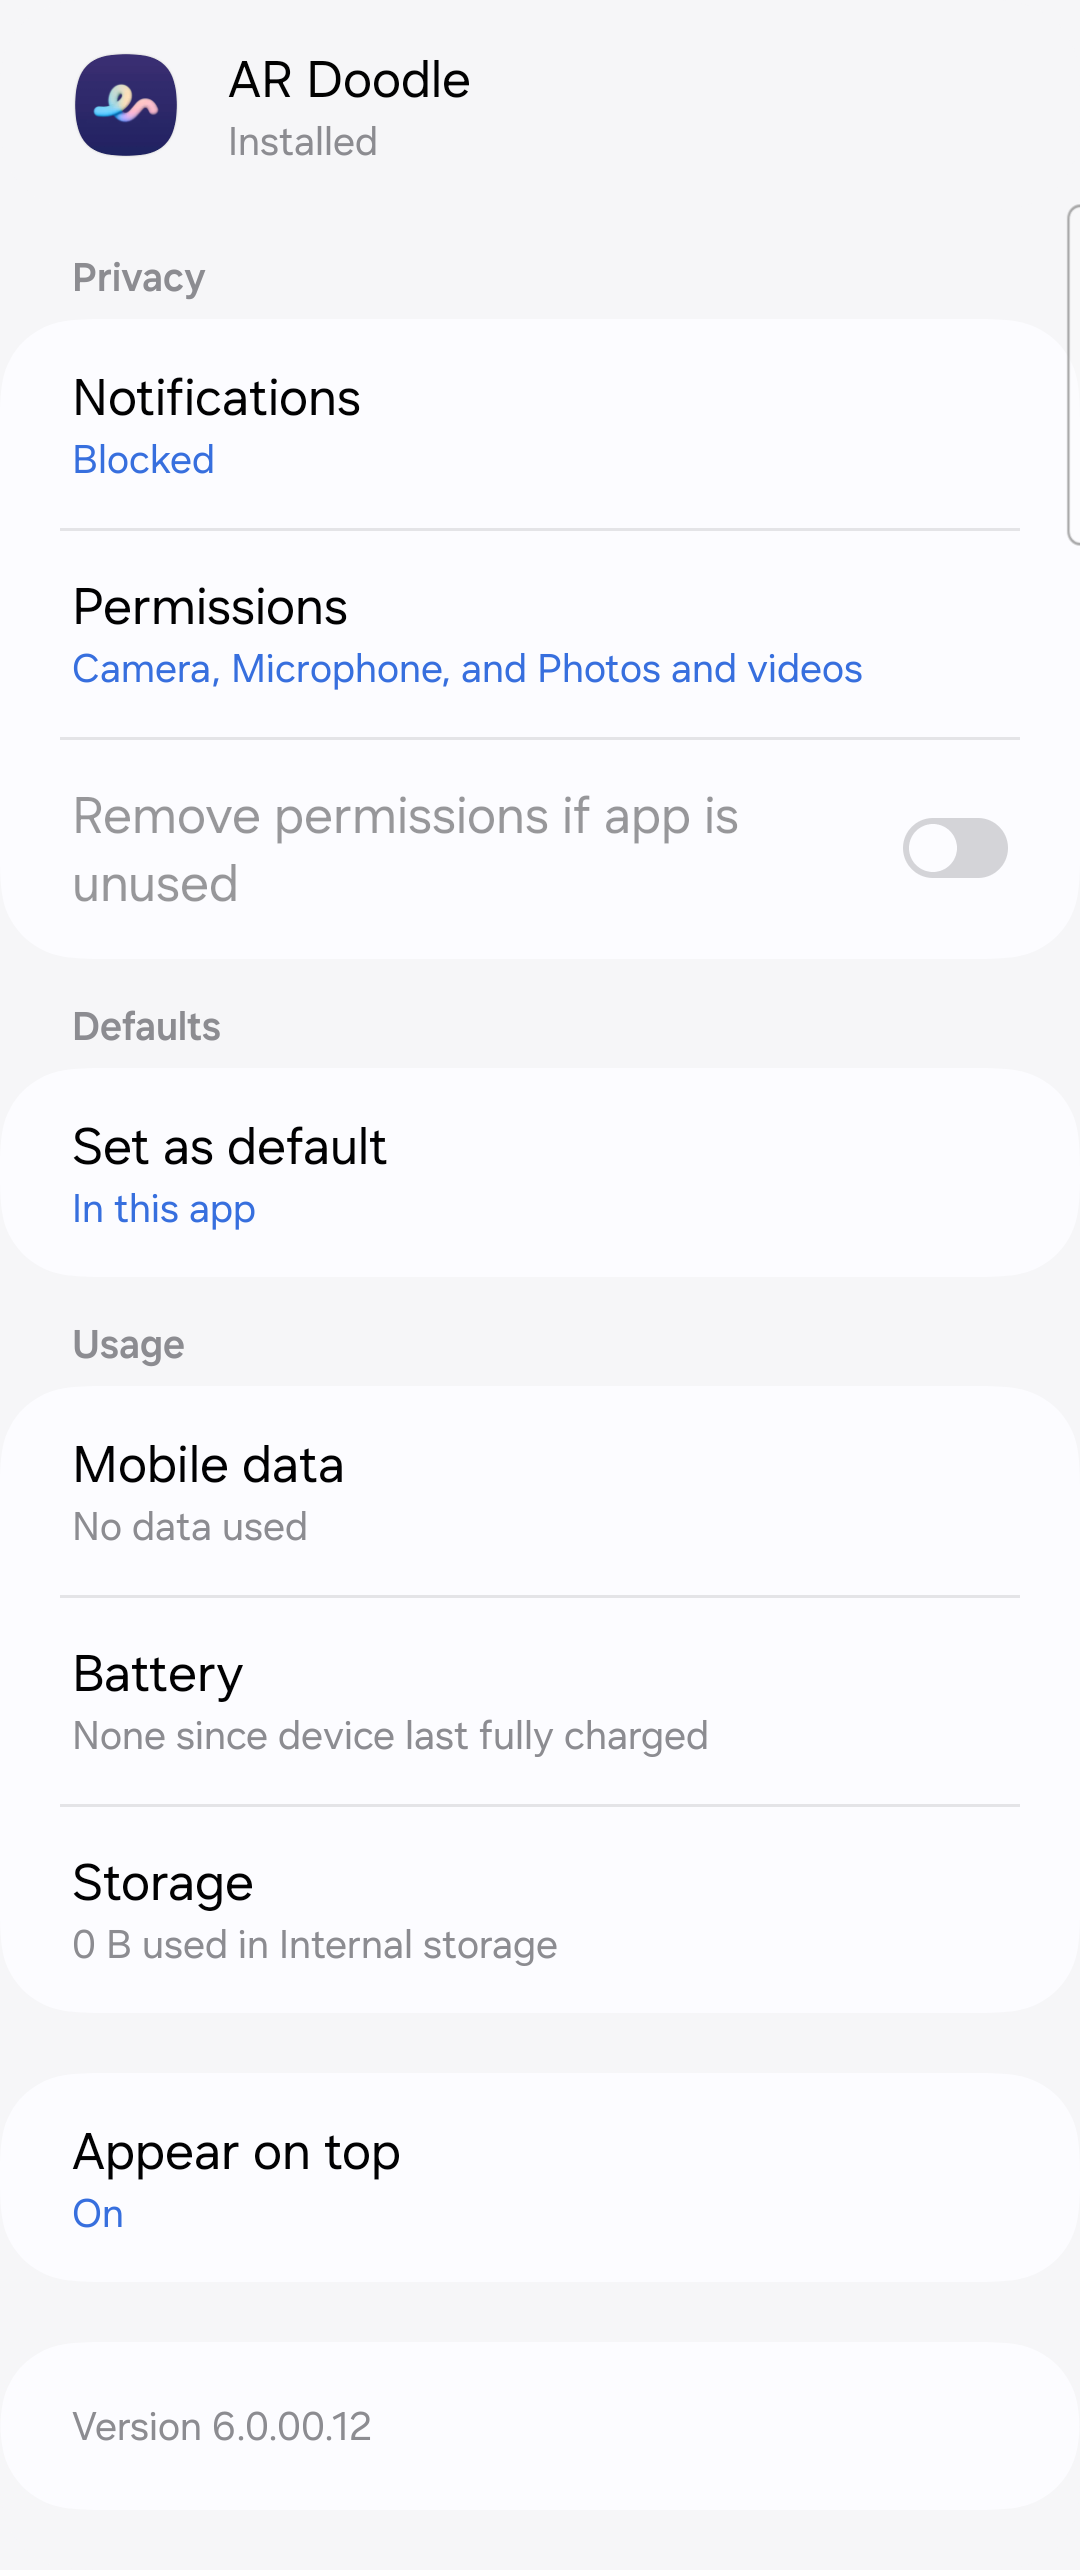 AR Doodle
Installed
Privacy
Notifications
Blocked
Permissions
Camera, Microphone, and Photos and videos
Remove permissions if app is
unused
Defaults
Set as default
In this app
Usage
Mobile data
No data used
Battery
None since device last fully charged
Storage
0 B used in Internal storage
Appear on top
On
Version 6.0.00.12